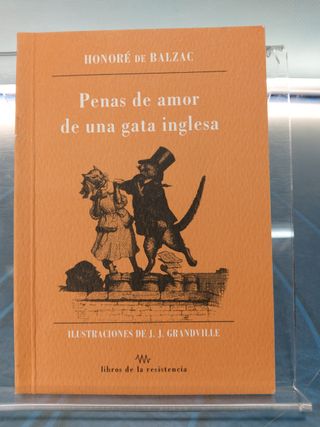 HONORÉ DE BALZAC
Penas de amor
de una gata inglesa
ILUSTRACIONES DE J. J. GRANDVILLE
libros de la resistencia